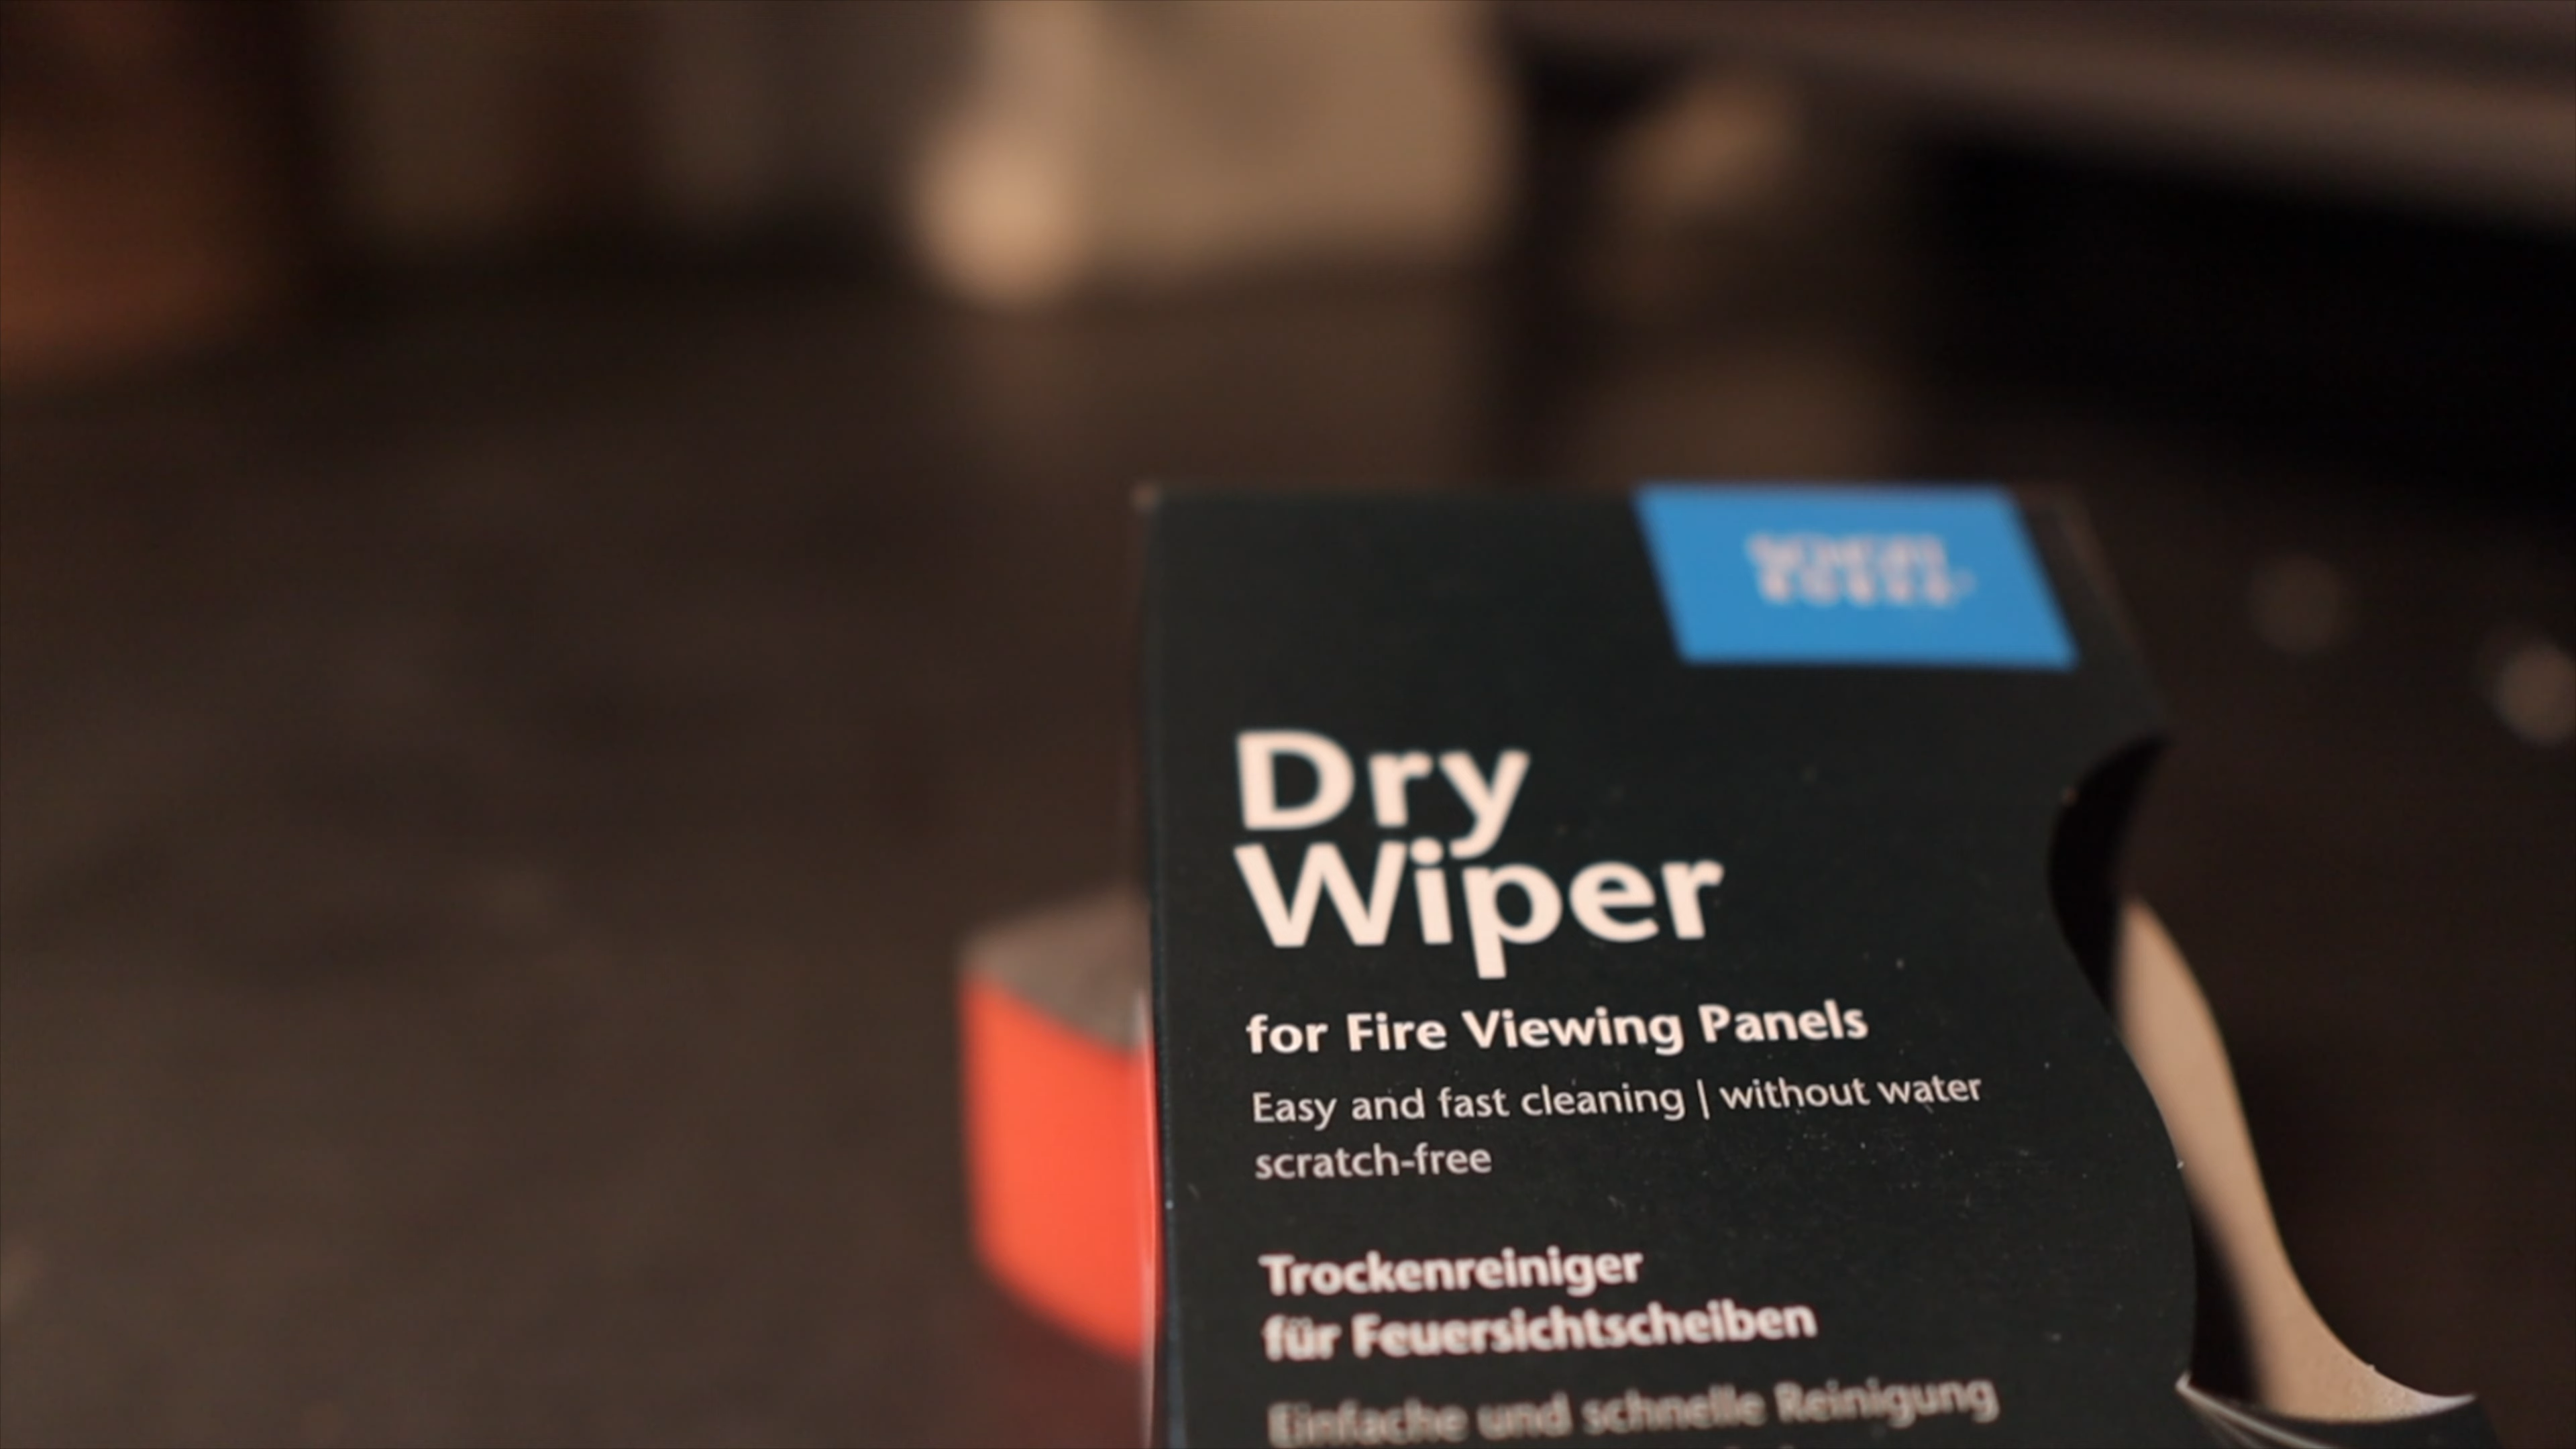 Dry
Wiper
for Fire Viewing Panels
Easy and fast cleaning | without water
scratch-free
Trockenreiniger
für Feuersichtscheiben
Einfache und schnelle Reinigung